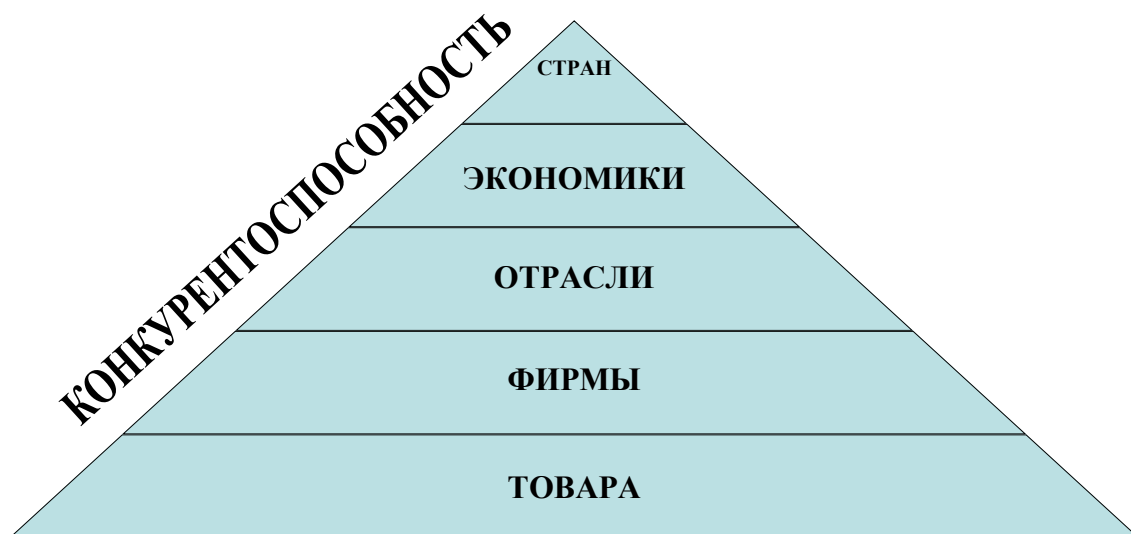 КОНКУРЕНТОСПОСОБНОСТЬ
СТРАН
ЭКОНОМИКИ
ОТРАСЛИ
ФИРМЫ
ТОВАРА